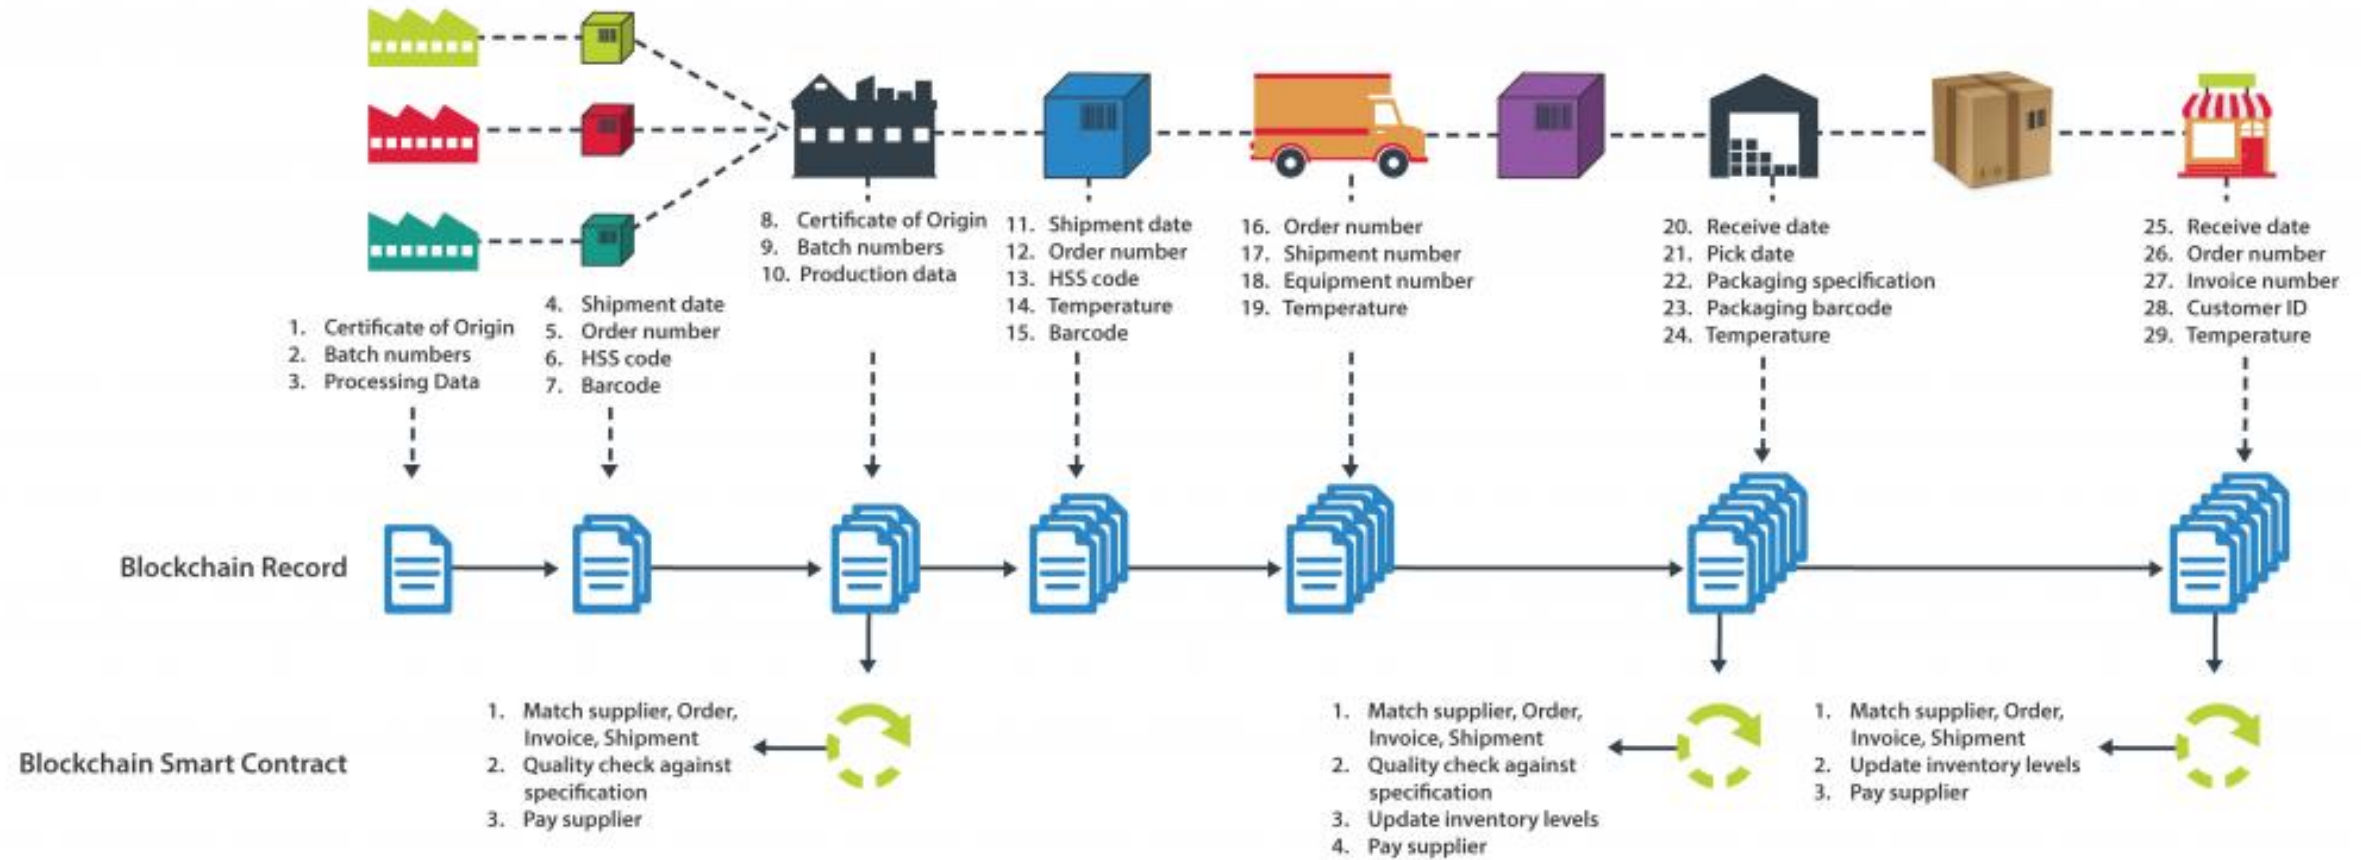 1. Certificate of Origin
2. Batch numbers
3. Processing Data
4. Shipment date
5. Order number
6. HSS code
7. Barcode
8. Certificate of Origin
9. Batch numbers
10. Production data
11. Shipment date
12. Order number
13. HSS code
14. Temperature
15. Barcode
16. Order number
17. Shipment number
18. Equipment number
19. Temperature
20. Receive date
21. Pick date
22. Packaging specification
23. Packaging barcode
24. Temperature
25. Receive date
26. Order number
27. Invoice number
28. Customer ID
29. Temperature
Blockchain Record
Blockchain Smart Contract
1. Match supplier, Order,
Invoice, Shipment
2. Quality check against
specification
3. Pay supplier
1. Match supplier, Order,
Invoice, Shipment
2. Quality check against
specification
3. Update inventory levels
4. Pay supplier
1. Match supplier, Order,
Invoice, Shipment
2. Update inventory levels
3. Pay supplier